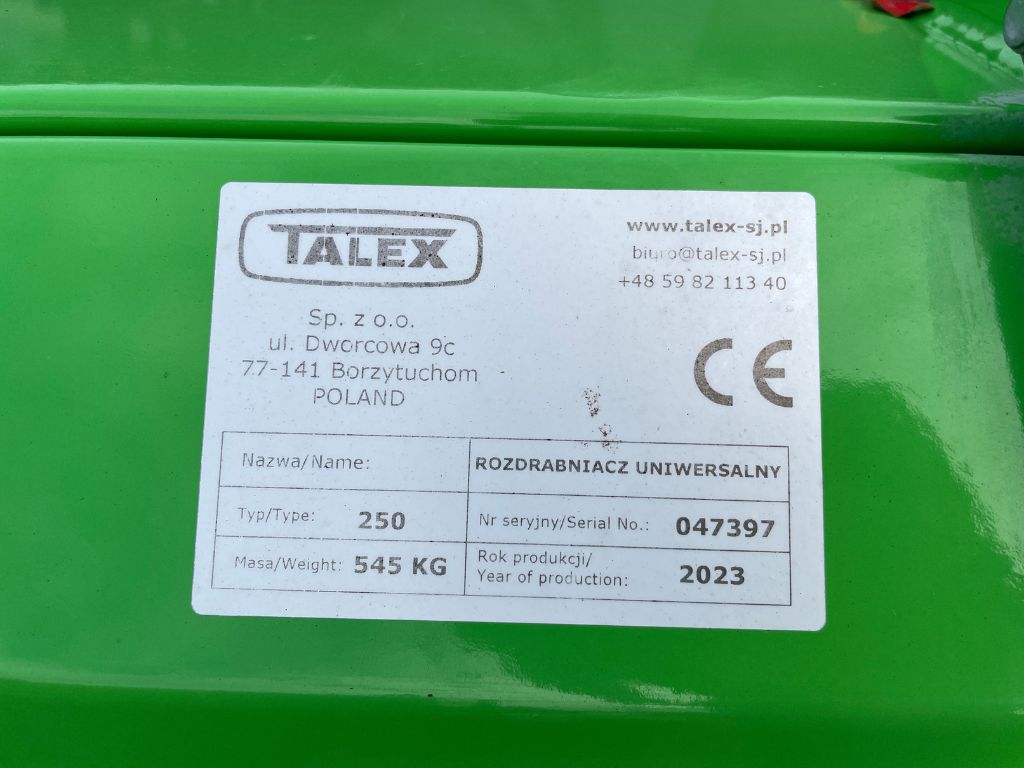 TALEX
Sp. z o.o.
ul. Dworcowa 9c
77-141 Borzytuchom
POLAND
www.talex-sj.pl
biuro@talex-sj.pl
+48 59 82 113 40
CE
Nazwa/Name: ROZDRABNIACZ UNIWERSALNY
Typ/Type: 250 Nr seryjny/Serial No.: 047397
Masa/Weight: 545 KG Rok produkcji/
Year of production: 2023